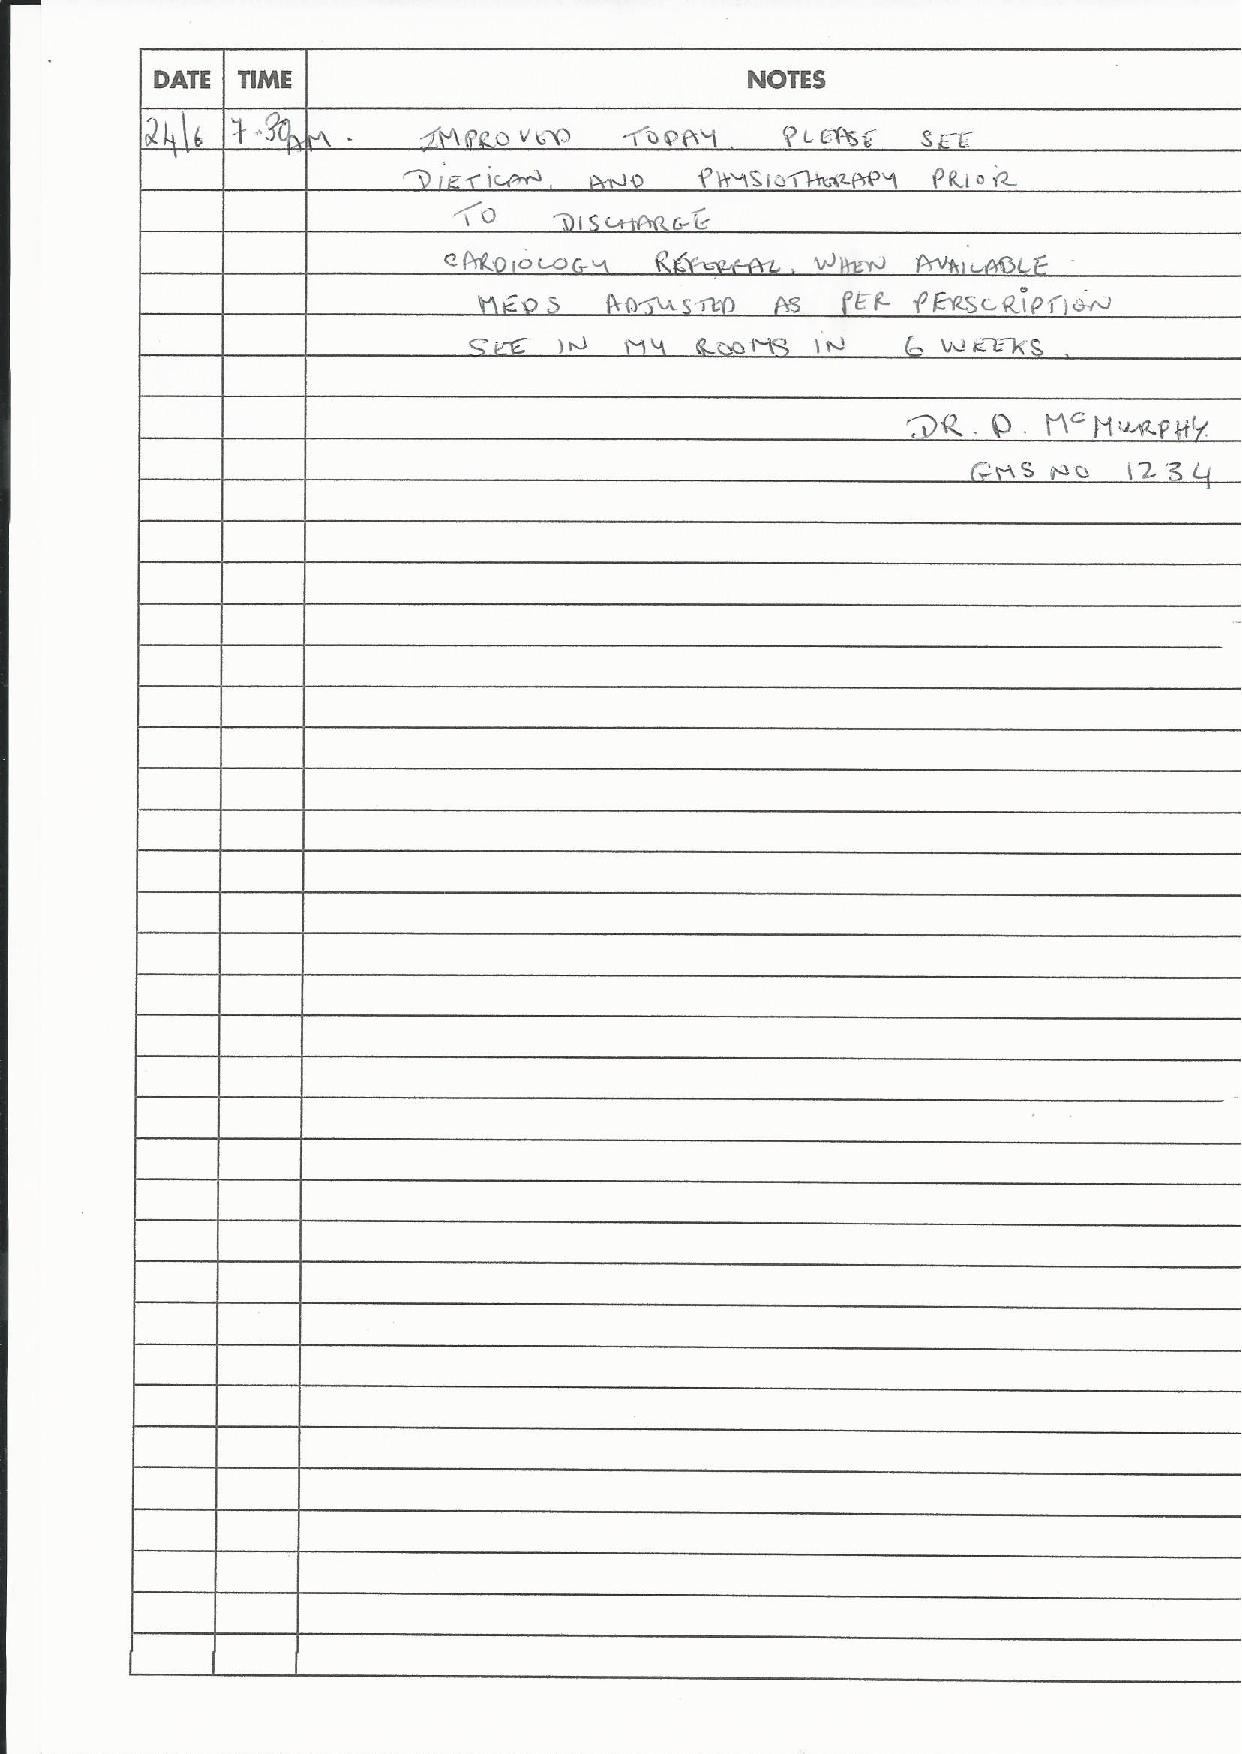 DATE TIME NOTES
24/6 7.30AM. IMPROVED TODAY. PLEASE SEE
DIETICAN, AND PHYSIOTHERAPY PRIOR
TO DISCHARGE
CARDIOLOGY REFERRAL, WHEN AVAILABLE
MEDS ADJUSTED AS PER PERSCRIPTION
SEE IN MY ROOMS IN 6 WEEKS.
DR. D. McMURPHY.
GMS NO 1234